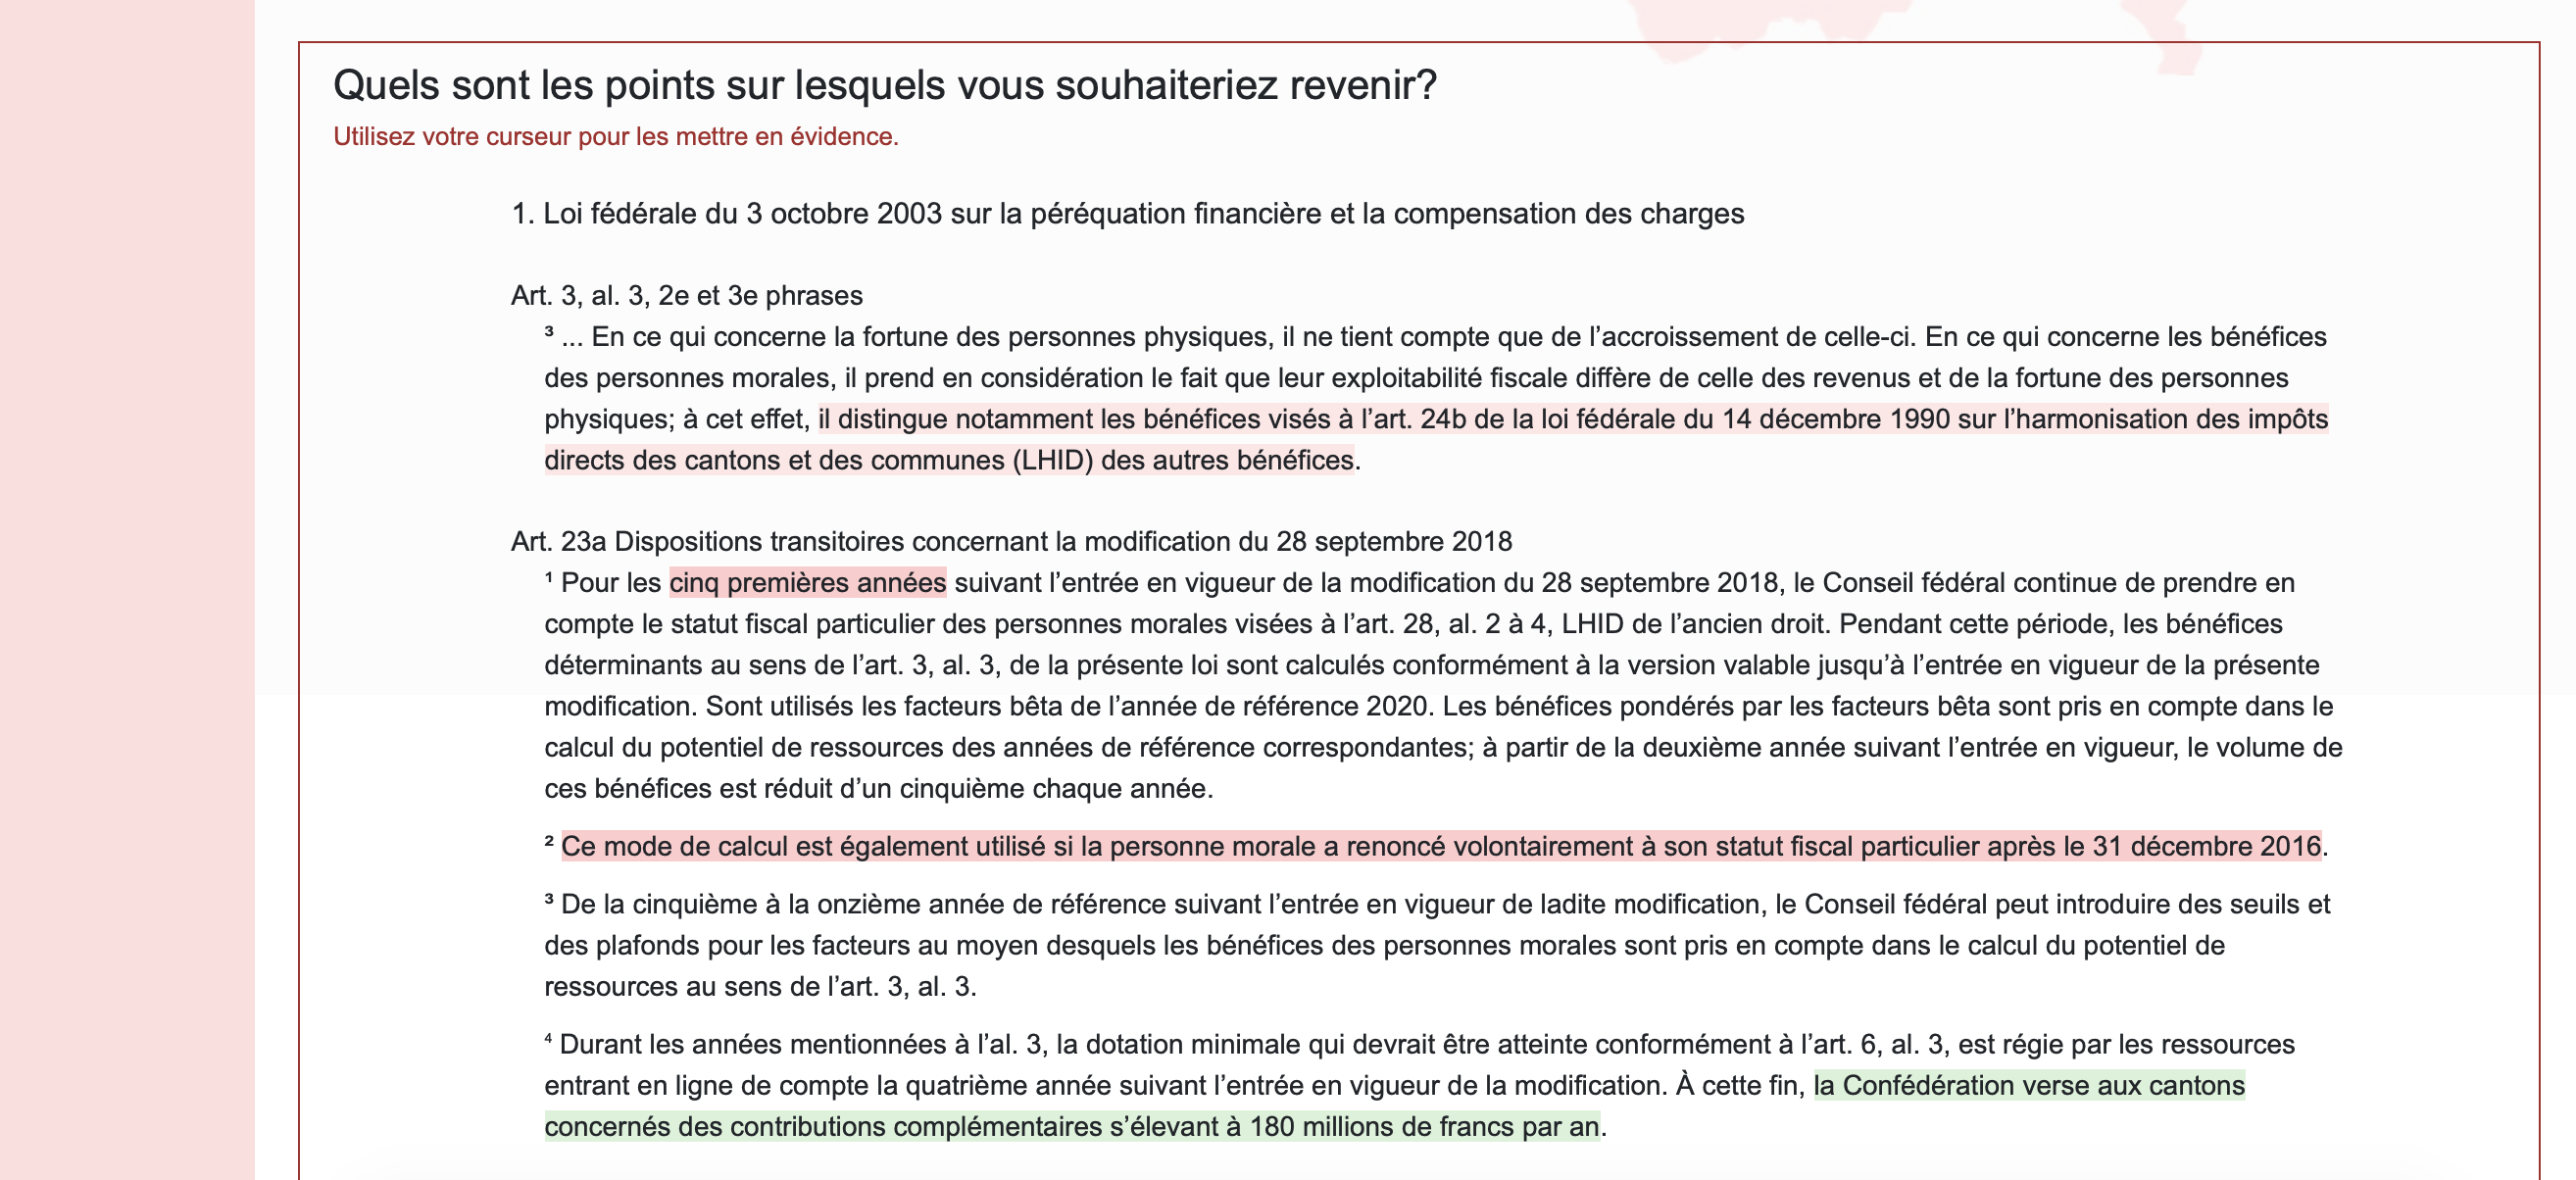 Quels sont les points sur lesquels vous souhaiteriez revenir?
Utilisez votre curseur pour les mettre en évidence.
1. Loi fédérale du 3 octobre 2003 sur la péréquation financière et la compensation des charges
Art. 3, al. 3, 2e et 3e phrases
³ ... En ce qui concerne la fortune des personnes physiques, il ne tient compte que de l’accroissement de celle-ci. En ce qui concerne les bénéfices
des personnes morales, il prend en considération le fait que leur exploitabilité fiscale diffère de celle des revenus et de la fortune des personnes
physiques; à cet effet, il distingue notamment les bénéfices visés à l’art. 24b de la loi fédérale du 14 décembre 1990 sur l’harmonisation des impôts
directs des cantons et des communes (LHID) des autres bénéfices.
Art. 23a Dispositions transitoires concernant la modification du 28 septembre 2018
¹ Pour les cinq premières années suivant l’entrée en vigueur de la modification du 28 septembre 2018, le Conseil fédéral continue de prendre en
compte le statut fiscal particulier des personnes morales visées à l’art. 28, al. 2 à 4, LHID de l’ancien droit. Pendant cette période, les bénéfices
déterminants au sens de l’art. 3, al. 3, de la présente loi sont calculés conformément à la version valable jusqu’à l’entrée en vigueur de la présente
modification. Sont utilisés les facteurs bêta de l’année de référence 2020. Les bénéfices pondérés par les facteurs bêta sont pris en compte dans le
calcul du potentiel de ressources des années de référence correspondantes; à partir de la deuxième année suivant l’entrée en vigueur, le volume de
ces bénéfices est réduit d’un cinquième chaque année.
² Ce mode de calcul est également utilisé si la personne morale a renoncé volontairement à son statut fiscal particulier après le 31 décembre 2016.
³ De la cinquième à la onzième année de référence suivant l’entrée en vigueur de ladite modification, le Conseil fédéral peut introduire des seuils et
des plafonds pour les facteurs au moyen desquels les bénéfices des personnes morales sont pris en compte dans le calcul du potentiel de
ressources au sens de l’art. 3, al. 3.
⁴ Durant les années mentionnées à l’al. 3, la dotation minimale qui devrait être atteinte conformément à l’art. 6, al. 3, est régie par les ressources
entrant en ligne de compte la quatrième année suivant l’entrée en vigueur de la modification. À cette fin, la Confédération verse aux cantons
concernés des contributions complémentaires s’élevant à 180 millions de francs par an.